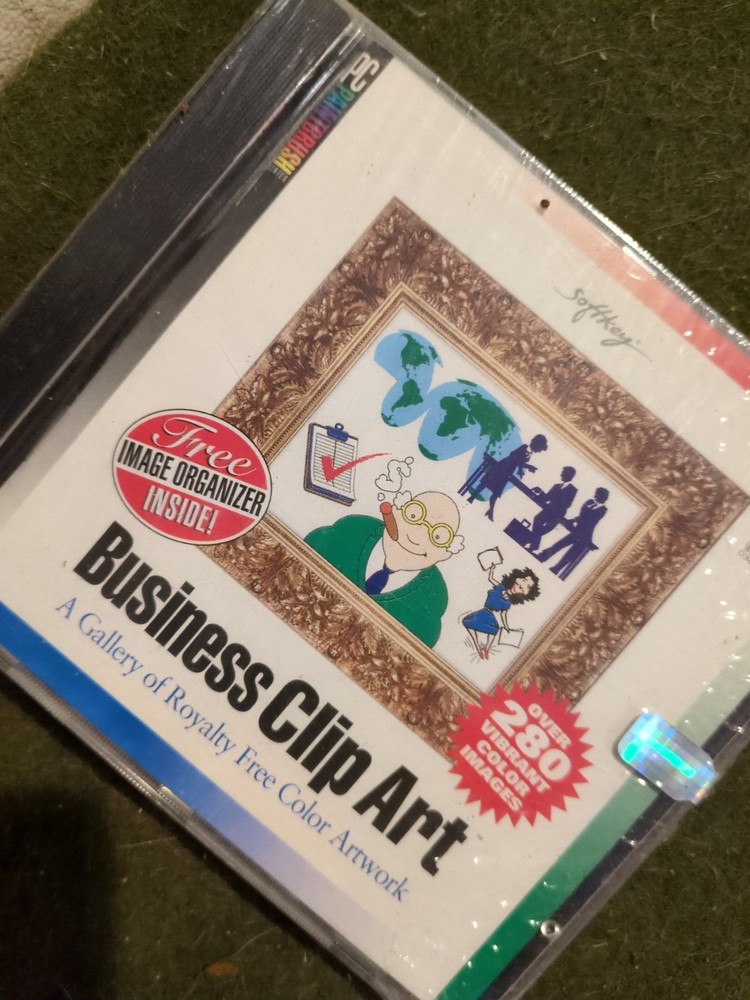 PC
PAINTBRUSH
SoftKey
Free
IMAGE ORGANIZER
INSIDE!
Business Clip Art
A Gallery of Royalty Free Color Artwork
OVER
280
VIBRANT
COLOR
IMAGES